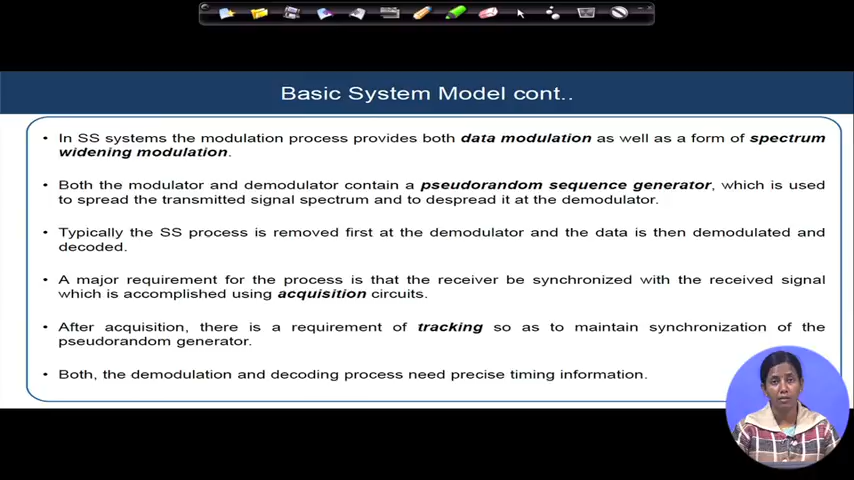 Basic System Model cont..
• In SS systems the modulation process provides both data modulation as well as a form of spectrum
widening modulation.
• Both the modulator and demodulator contain a pseudorandom sequence generator, which is used
to spread the transmitted signal spectrum and to despread it at the demodulator.
• Typically the SS process is removed first at the demodulator and the data is then demodulated and
decoded.
• A major requirement for the process is that the receiver be synchronized with the received signal
which is accomplished using acquisition circuits.
• After acquisition, there is a requirement of tracking so as to maintain synchronization of the
pseudorandom generator.
• Both, the demodulation and decoding process need precise timing information.